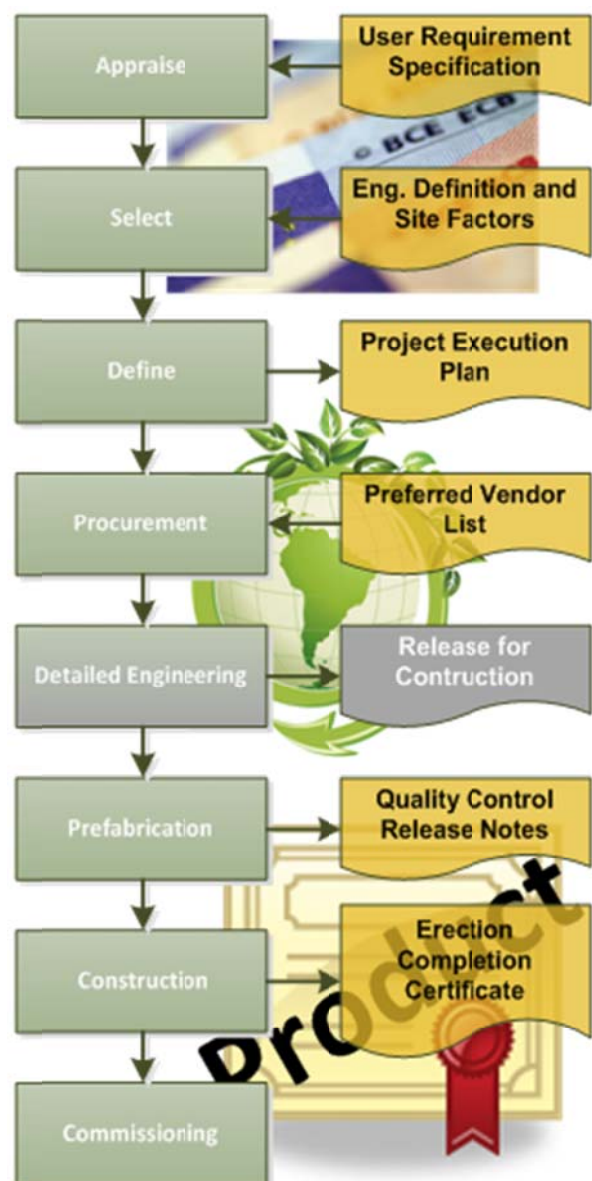 Appraise
User Requirement
Specification
© BCE ECB
Select
Eng. Definition and
Site Factors
Define
Project Execution
Plan
Procurement
Preferred Vendor
List
Detailed Engineering
Release for
Contruction
Prefabrication
Quality Control
Release Notes
Construction
Erection
Completion
Certificate
Product
Commissioning